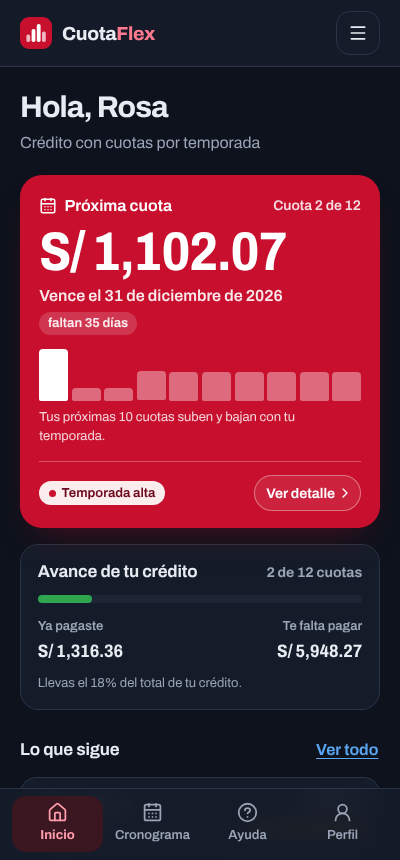 CuotaFlex
Hola, Rosa
Crédito con cuotas por temporada
Próxima cuota
Cuota 2 de 12
S/ 1,102.07
Vence el 31 de diciembre de 2026
faltan 35 días
Tus próximas 10 cuotas suben y bajan con tu
temporada.
Temporada alta
Ver detalle
Avance de tu crédito
2 de 12 cuotas
Ya pagaste
Te falta pagar
S/ 1,316.36
S/ 5,948.27
Llevas el 18% del total de tu crédito.
Lo que sigue
Ver todo
Inicio
Cronograma
Ayuda
Perfil